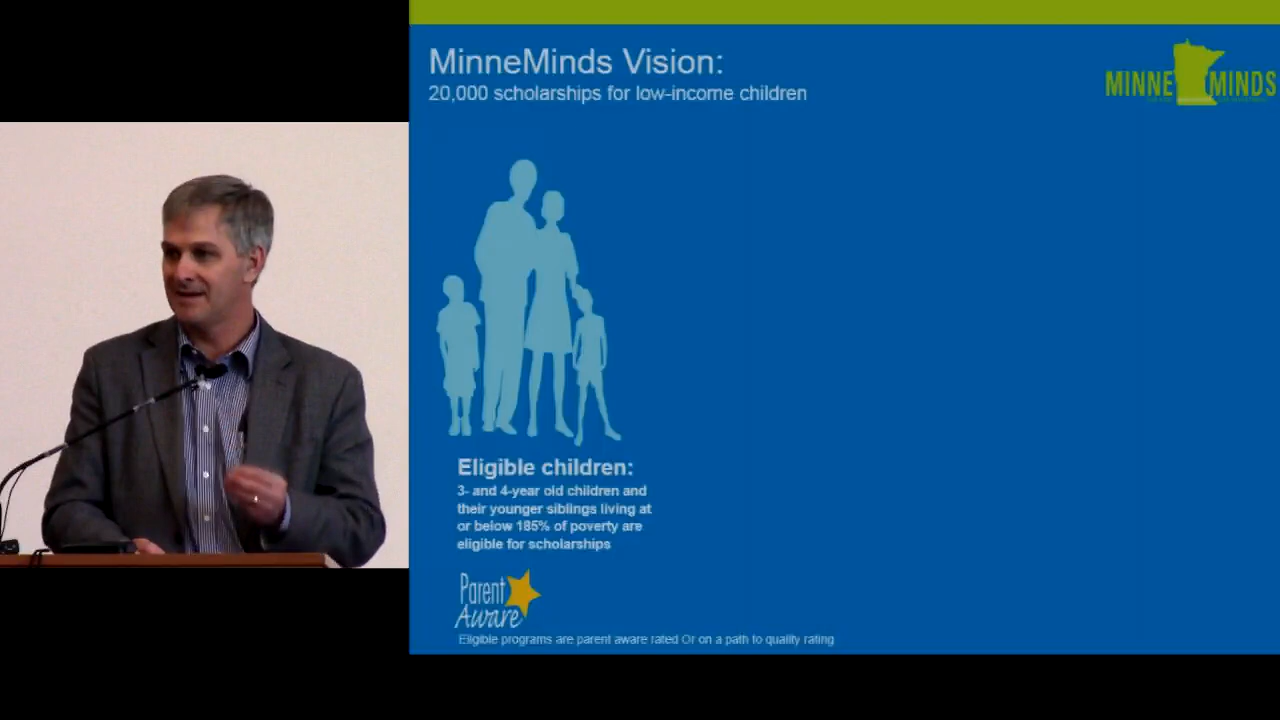 MinneMinds Vision:
20,000 scholarships for low-income children
MINNE MINDS
Eligible children:
3- and 4-year old children and
their younger siblings living at
or below 185% of poverty are
eligible for scholarships
Parent
Aware
Eligible programs are parent aware rated Or on a path to quality rating